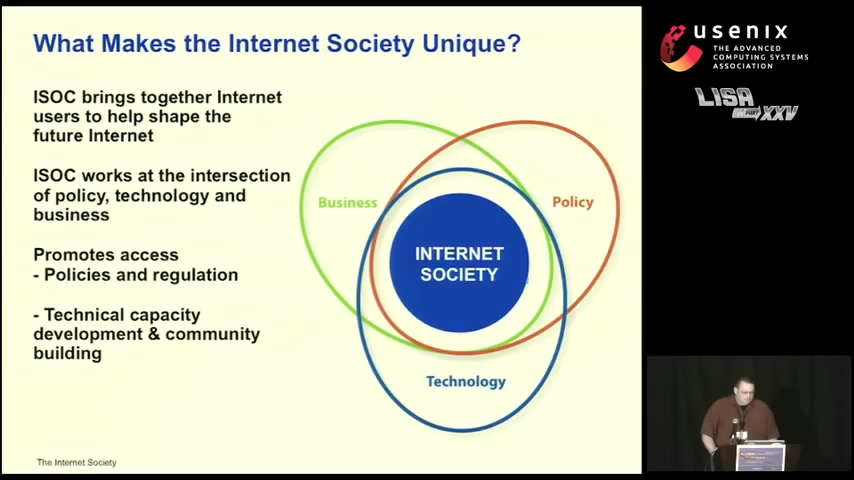 What Makes the Internet Society Unique?
ISOC brings together Internet
users to help shape the
future Internet
ISOC works at the intersection
of policy, technology and
business
Promotes access
- Policies and regulation
- Technical capacity
development & community
building
Business
Policy
INTERNET
SOCIETY
Technology
The Internet Society
usenix
THE ADVANCED
COMPUTING SYSTEMS
ASSOCIATION
LISA
XXV